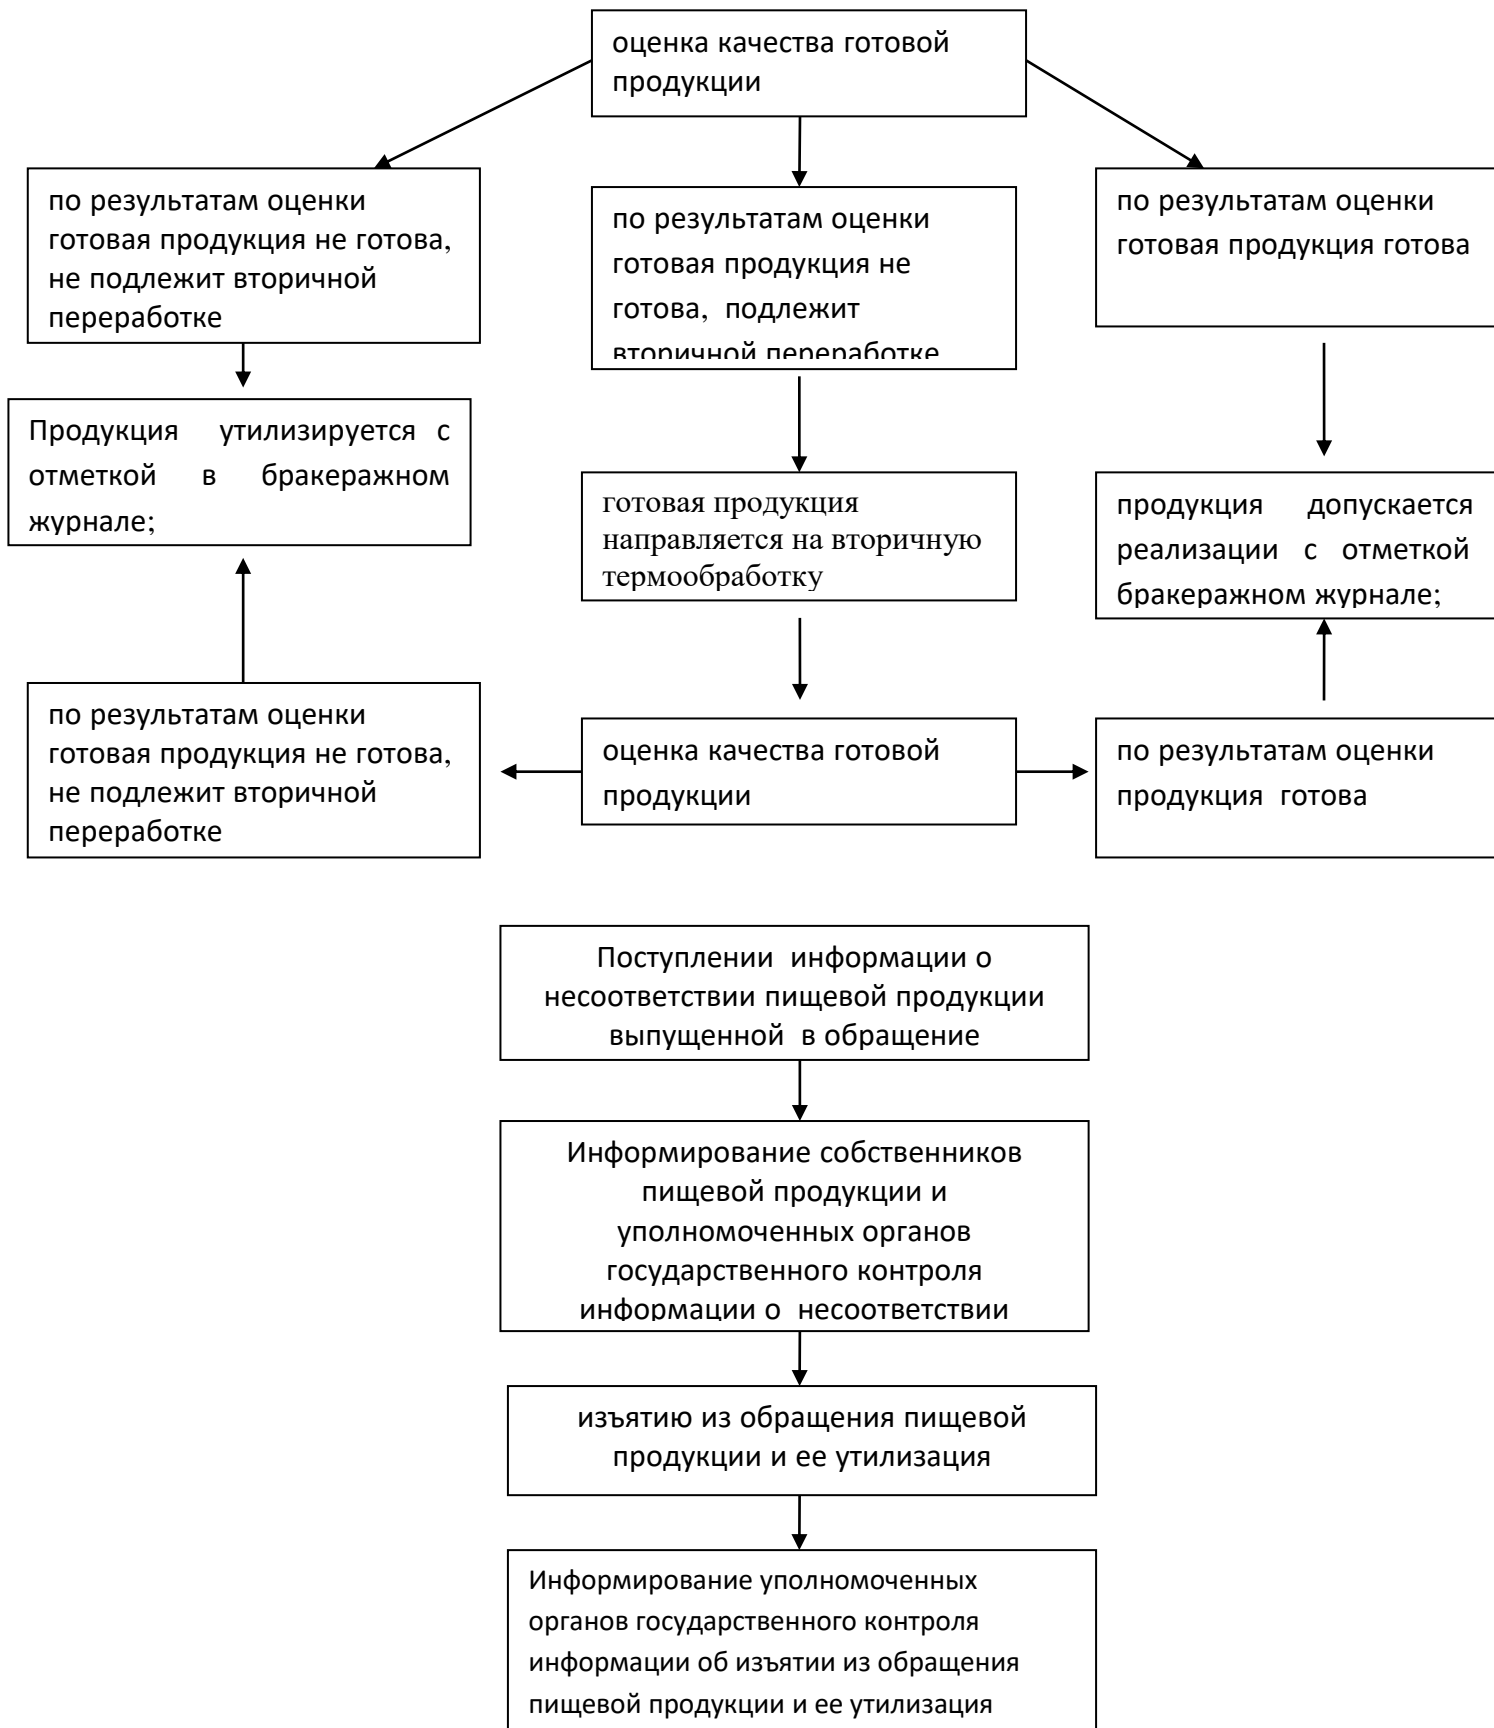 оценка качества готовой
продукции
по результатам оценки
готовая продукция не готова,
не подлежит вторичной
переработке
по результатам оценки
готовая продукция не
готова, подлежит
вторичной переработке
по результатам оценки
готовая продукция готова
Продукция утилизируется с
отметкой в бракеражном
журнале;
готовая продукция
направляется на вторичную
термообработку
продукция допускается
реализации с отметкой
бракеражном журнале;
по результатам оценки
готовая продукция не готова,
не подлежит вторичной
переработке
оценка качества готовой
продукции
по результатам оценки
продукция готова
Поступлении информации о
несоответствии пищевой продукции
выпущенной в обращение
Информирование собственников
пищевой продукции и
уполномоченных органов
государственного контроля
информации о несоответствии
изъятию из обращения пищевой
продукции и ее утилизация
Информирование уполномоченных
органов государственного контроля
информации об изъятии из обращения
пищевой продукции и ее утилизация